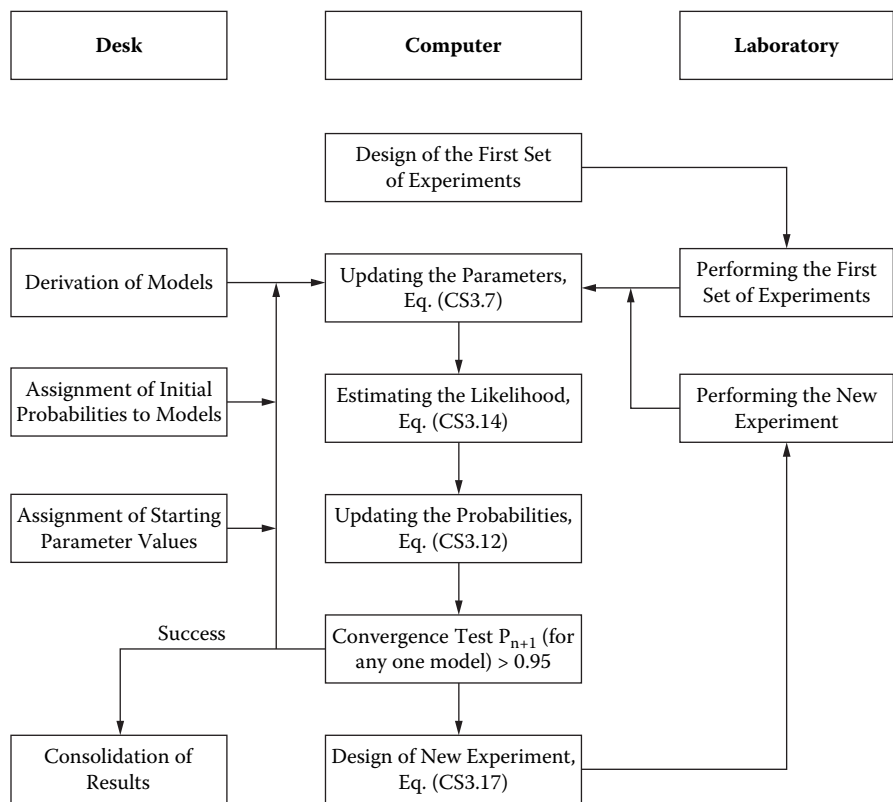 Desk
Computer
Laboratory
Design of the First Set
of Experiments
Derivation of Models
Updating the Parameters,
Eq. (CS3.7)
Performing the First
Set of Experiments
Assignment of Initial
Probabilities to Models
Estimating the Likelihood,
Eq. (CS3.14)
Performing the New
Experiment
Assignment of Starting
Parameter Values
Updating the Probabilities,
Eq. (CS3.12)
Success
Convergence Test Pn+1 (for
any one model) > 0.95
Consolidation of
Results
Design of New Experiment,
Eq. (CS3.17)